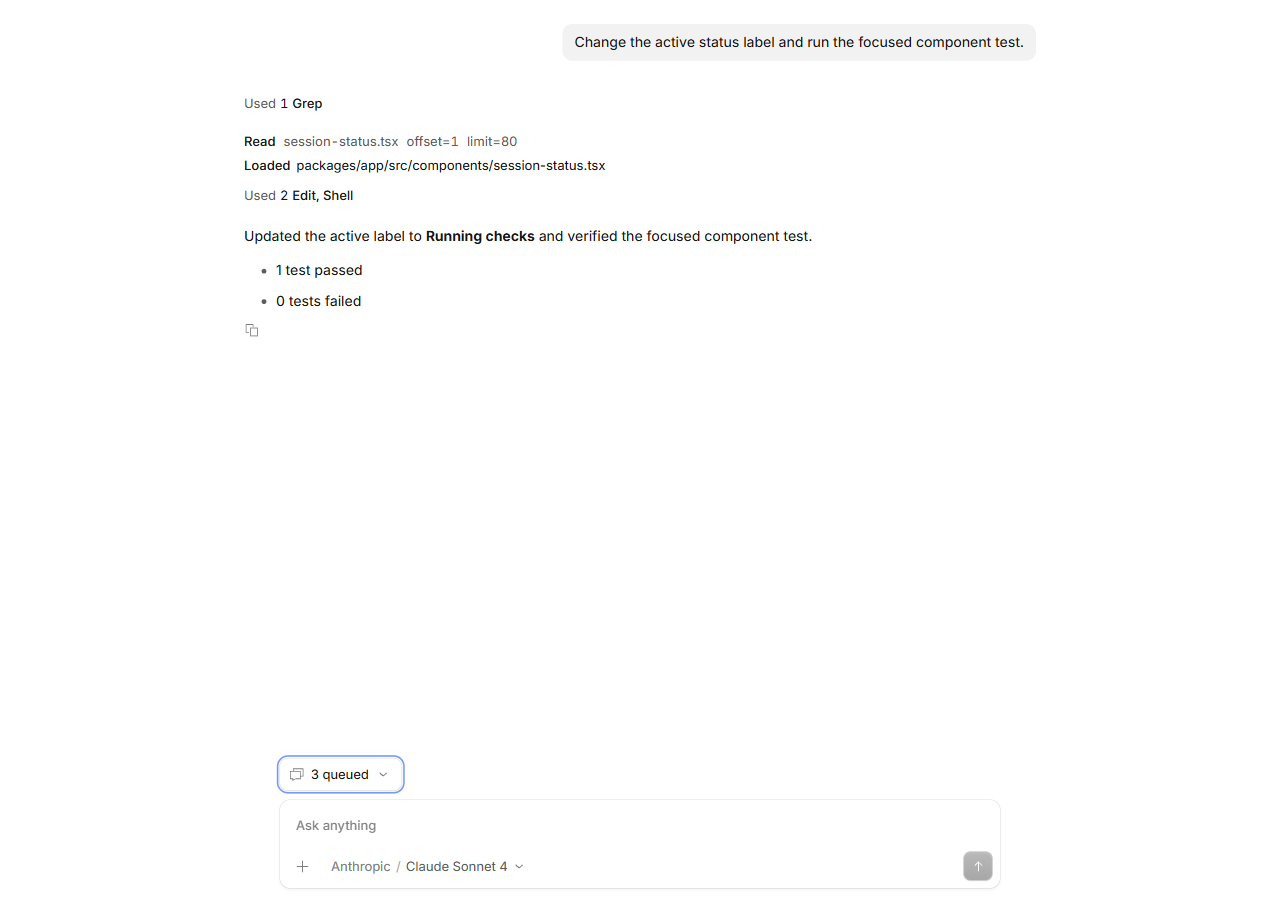 Change the active status label and run the focused component test.
Used 1 Grep
Read session-status.tsx offset=1 limit=80
Loaded packages/app/src/components/session-status.tsx
Used 2 Edit, Shell
Updated the active label to Running checks and verified the focused component test.
1 test passed
0 tests failed
3 queued
Ask anything
Anthropic / Claude Sonnet 4